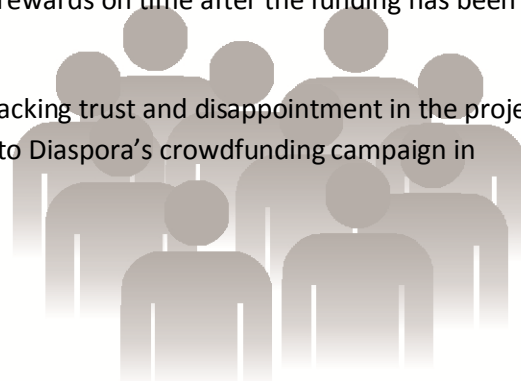 rewards on time after the funding has been
acking trust and disappointment in the proje
to Diaspora’s crowdfunding campaign in